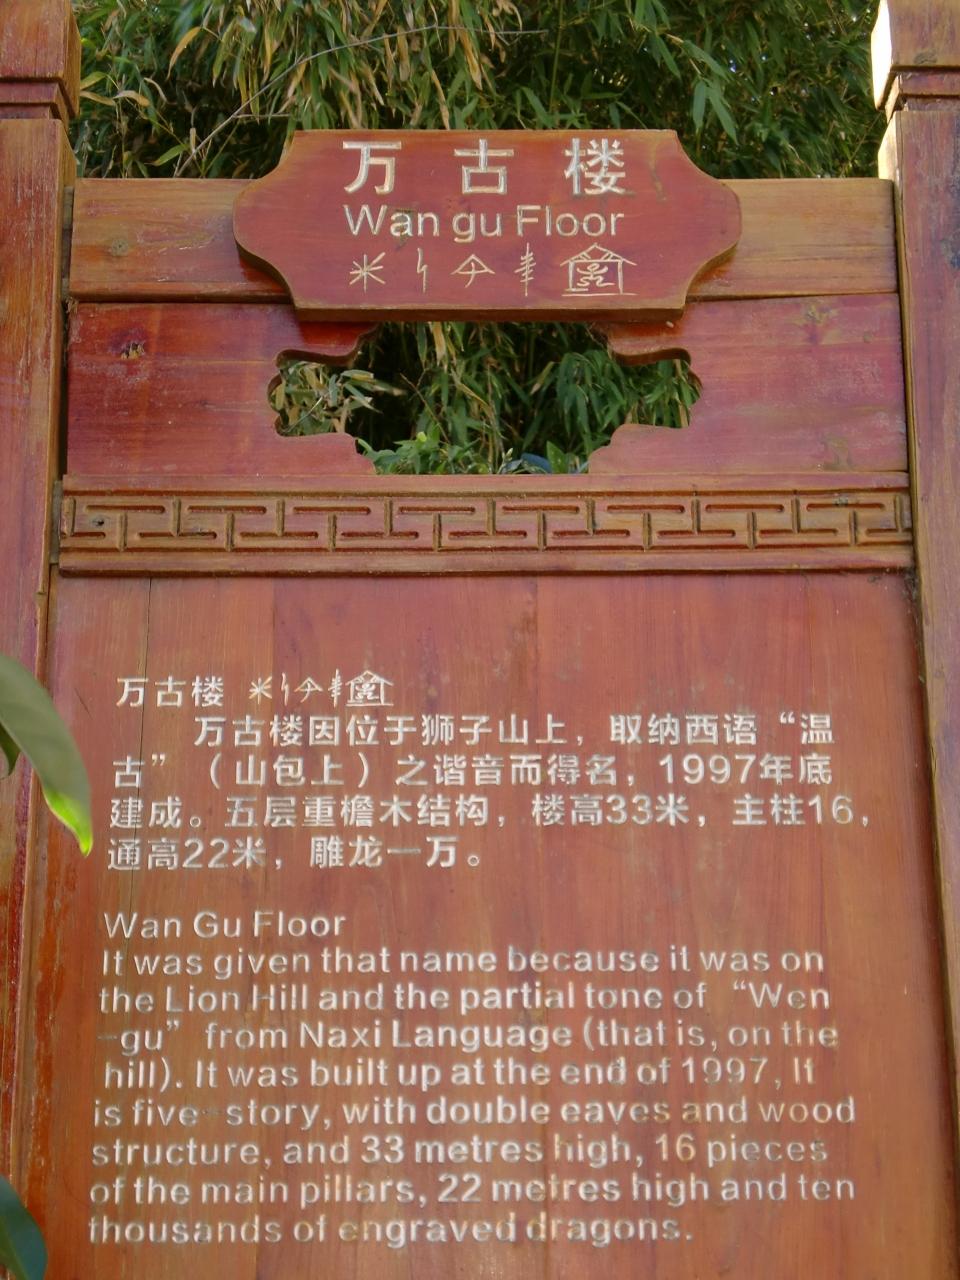 万古楼
Wan gu Floor
万古楼
万古楼因位于狮子山上，取纳西语“温
古”（山包上）之谐音而得名，1997年底
建成。五层重檐木结构，楼高33米，主柱16，
通高22米，雕龙一万。
Wan Gu Floor
It was given that name because it was on
the Lion Hill and the partial tone of “Wen
-gu” from Naxi Language (that is, on the
hill). It was built up at the end of 1997, It
is five-story, with double eaves and wood
structure, and 33 metres high, 16 pieces
of the main pillars, 22 metres high and ten
thousands of engraved dragons.